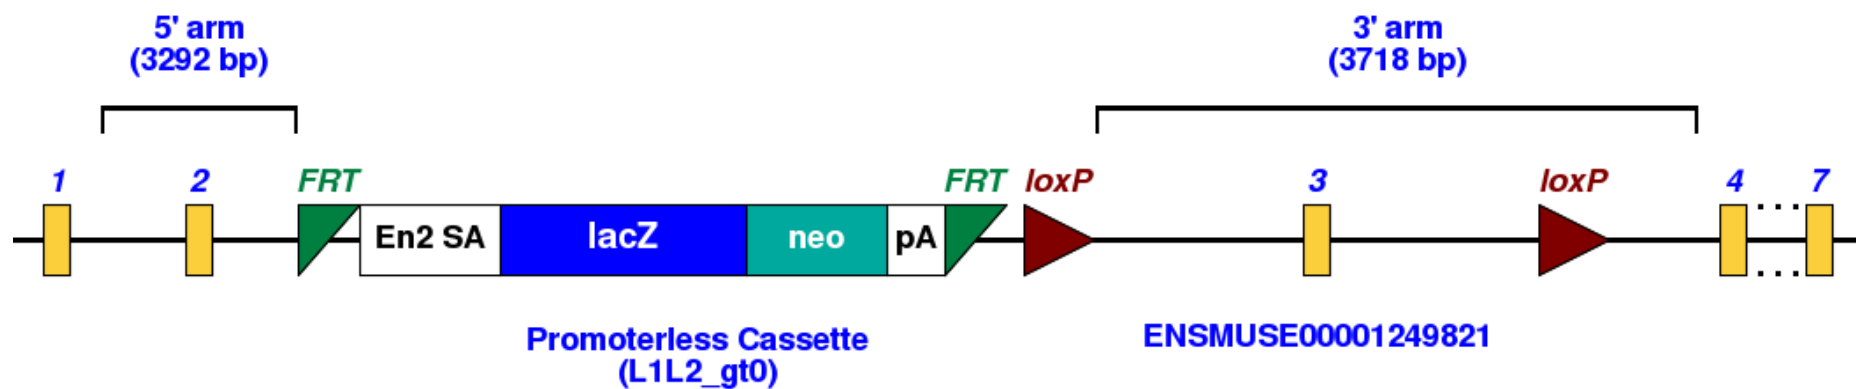 5' arm
(3292 bp)
3' arm
(3718 bp)
1
2
FRT
FRT
loxP
3
loxP
4
...
7
En2 SA
lacZ
neo
pA
...
Promoterless Cassette
(L1L2_gt0)
ENSMUSE00001249821